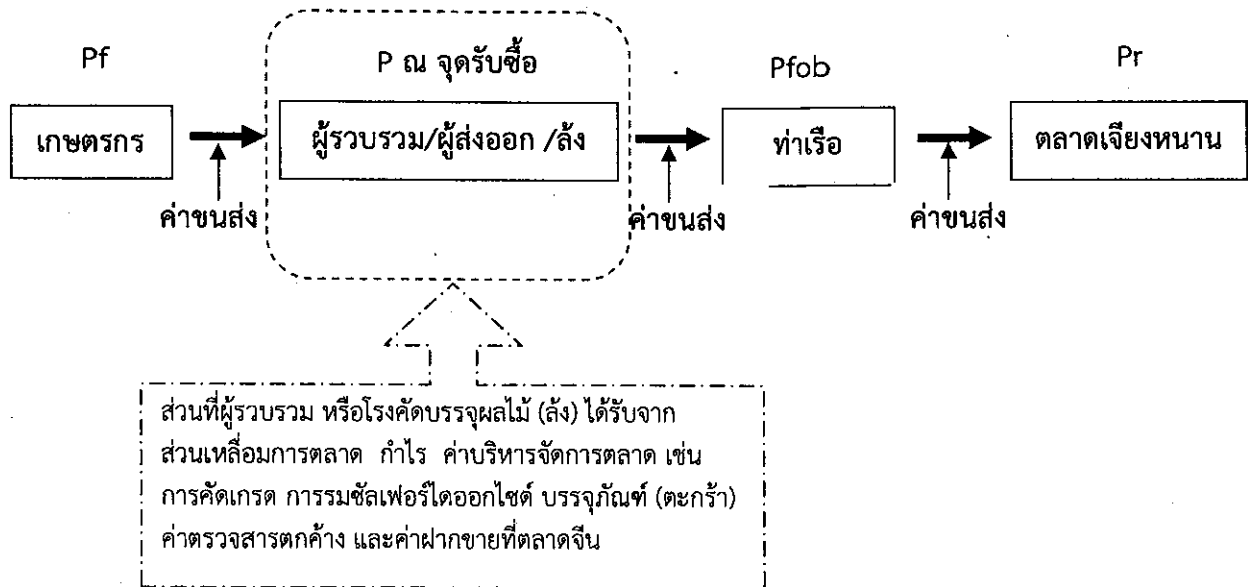 Pf
P ณ จุดรับซื้อ
Pfob
Pr
เกษตรกร
ผู้รวบรวม/ผู้ส่งออก /ล้ง
ท่าเรือ
ตลาดเจียงหนาน
ค่าขนส่ง
ค่าขนส่ง
ค่าขนส่ง
ส่วนที่ผู้รวบรวม หรือโรงคัดบรรจุผลไม้ (ล้ง) ได้รับจาก
ส่วนเหลื่อมการตลาด กำไร ค่าบริหารจัดการตลาด เช่น
การคัดเกรด การรมซัลเฟอร์ไดออกไซด์ บรรจุภัณฑ์ (ตะกร้า)
ค่าตรวจสารตกค้าง และค่าฝากขายที่ตลาดจีน